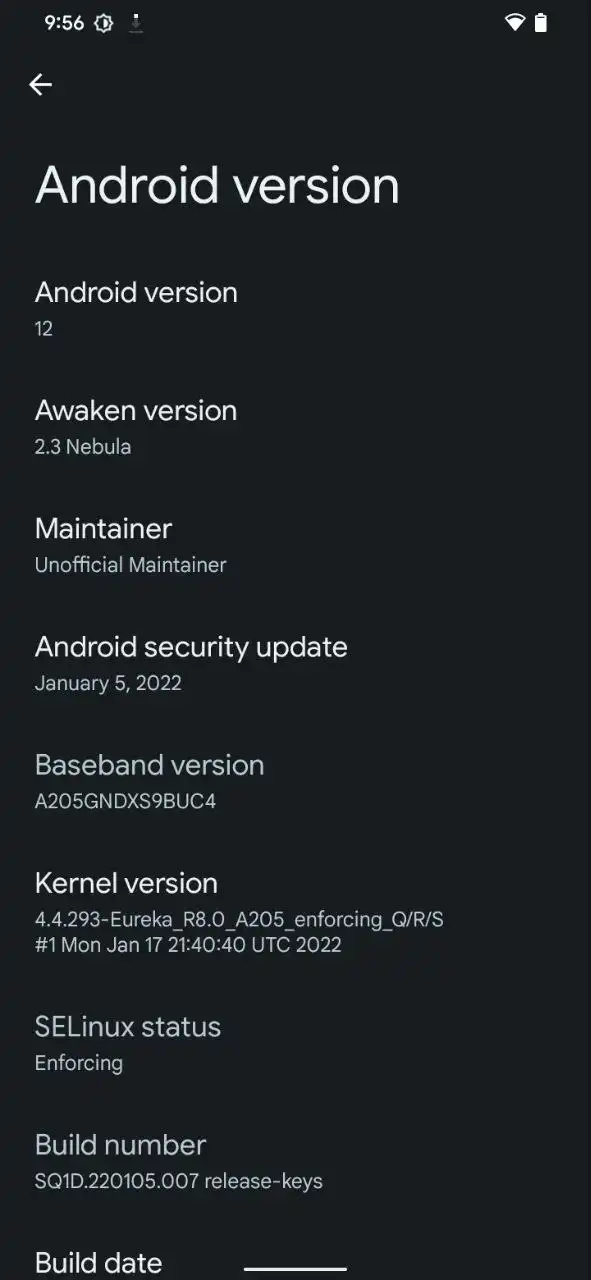 9:56
Android version
Android version
12
Awaken version
2.3 Nebula
Maintainer
Unofficial Maintainer
Android security update
January 5, 2022
Baseband version
A205GNDXS9BUC4
Kernel version
4.4.293-Eureka_R8.0_A205_enforcing_Q/R/S
#1 Mon Jan 17 21:40:40 UTC 2022
SELinux status
Enforcing
Build number
SQ1D.220105.007 release-keys
Build date